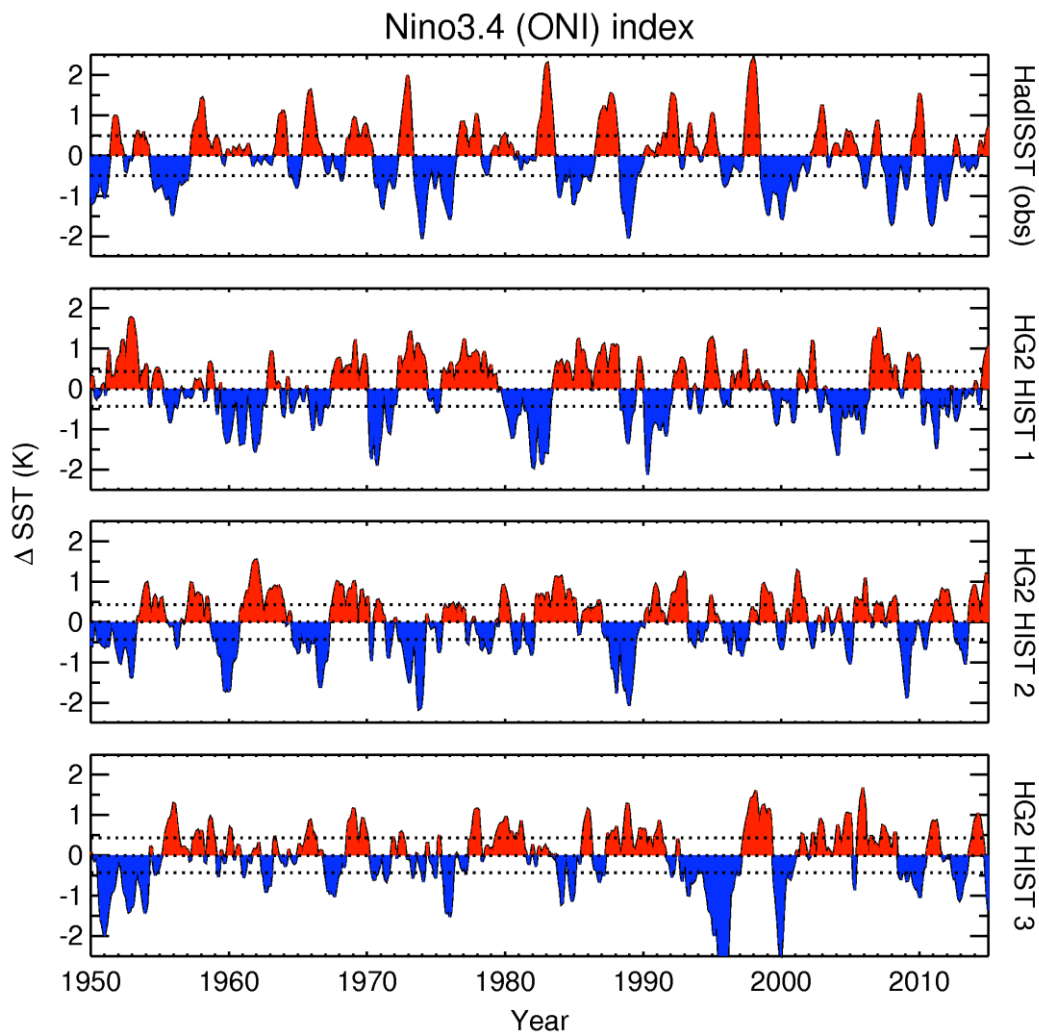 Nino3.4 (ONI) index
2
1
0
-1
-2
HadISST (obs)
2
1
0
-1
-2
HG2 HIST 1
Δ SST (K)
2
1
0
-1
-2
HG2 HIST 2
2
1
0
-1
-2
HG2 HIST 3
1950 1960 1970 1980 1990 2000 2010
Year